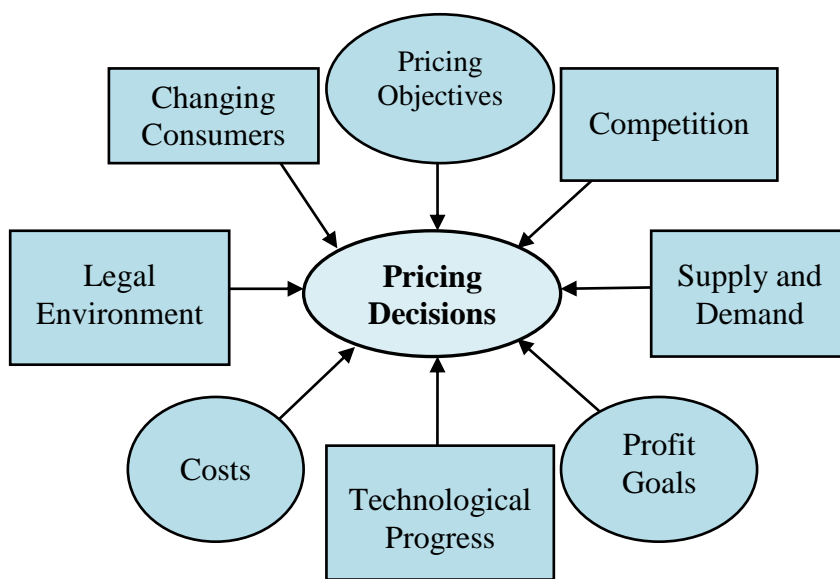 Pricing
Objectives
Changing
Consumers
Competition
Legal
Environment
Pricing
Decisions
Supply and
Demand
Costs
Technological
Progress
Profit
Goals